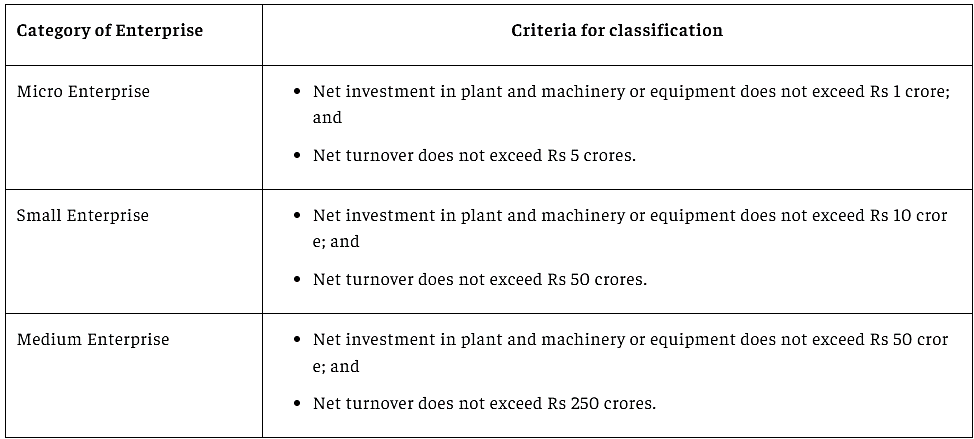 Category of Enterprise
Criteria for classification
Micro Enterprise
• Net investment in plant and machinery or equipment does not exceed Rs 1 crore;
and
• Net turnover does not exceed Rs 5 crores.
Small Enterprise
• Net investment in plant and machinery or equipment does not exceed Rs 10 cror
e; and
• Net turnover does not exceed Rs 50 crores.
Medium Enterprise
• Net investment in plant and machinery or equipment does not exceed Rs 50 cror
e; and
• Net turnover does not exceed Rs 250 crores.